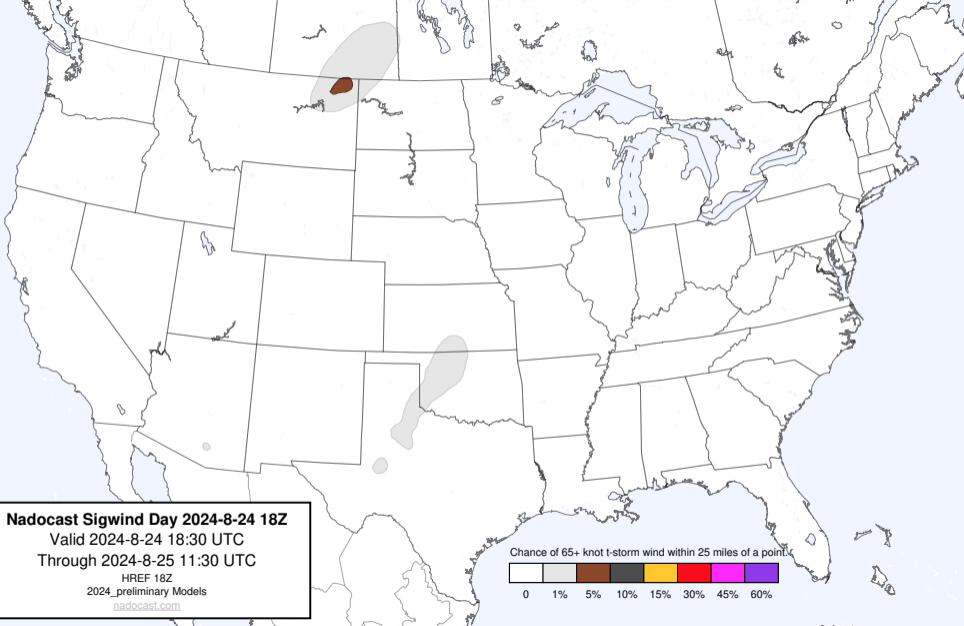 Nadocast Sigwind Day 2024-8-24 18Z
Valid 2024-8-24 18:30 UTC
Through 2024-8-25 11:30 UTC
HREF 18Z
2024_preliminary Models
nadocast.com
Chance of 65+ knot t-storm wind within 25 miles of a point.
0 1% 5% 10% 15% 30% 45% 60%